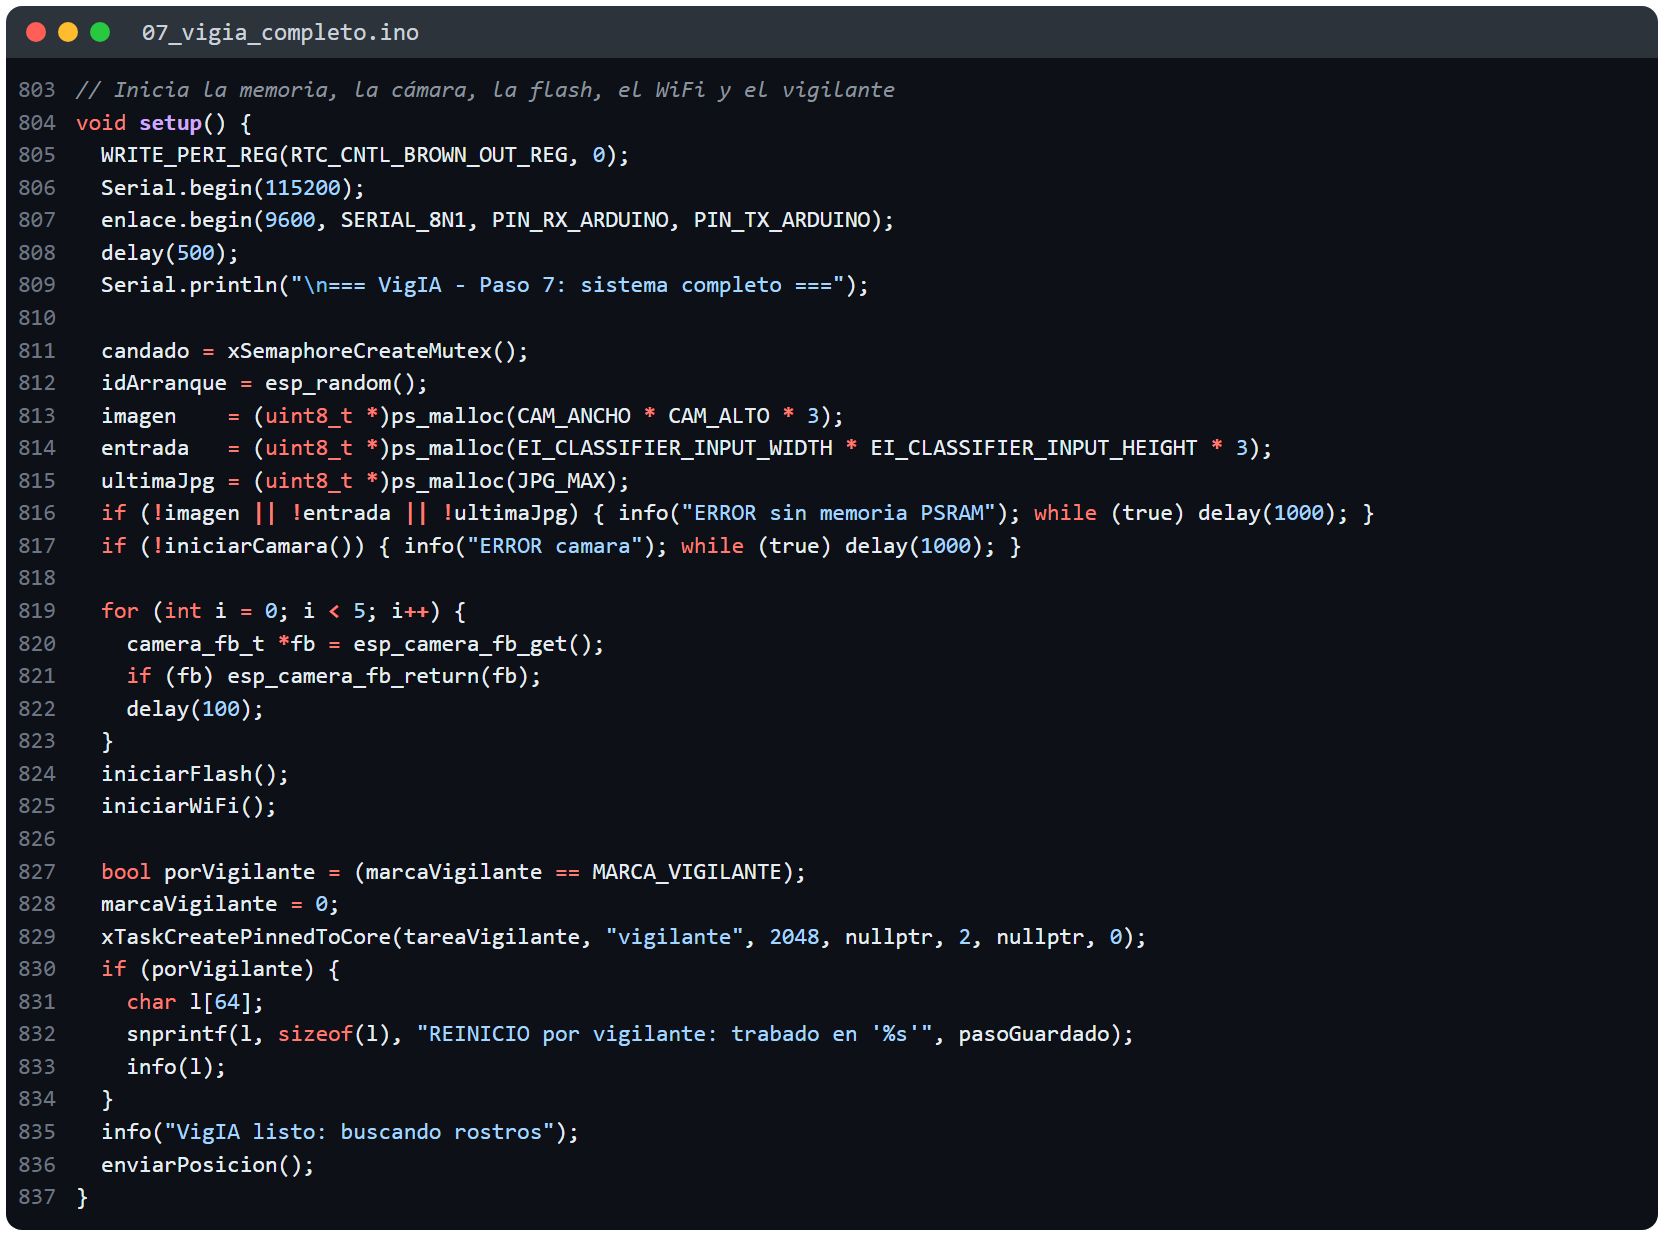 07_vigia_completo.ino
803 // Inicia la memoria, la cámara, la flash, el WiFi y el vigilante
804 void setup() {
805   WRITE_PERI_REG(RTC_CNTL_BROWN_OUT_REG, 0);
806   Serial.begin(115200);
807   enlace.begin(9600, SERIAL_8N1, PIN_RX_ARDUINO, PIN_TX_ARDUINO);
808   delay(500);
809   Serial.println("\n=== VigIA - Paso 7: sistema completo ===");
810
811   candado = xSemaphoreCreateMutex();
812   idArranque = esp_random();
813   imagen    = (uint8_t *)ps_malloc(CAM_ANCHO * CAM_ALTO * 3);
814   entrada   = (uint8_t *)ps_malloc(EI_CLASSIFIER_INPUT_WIDTH * EI_CLASSIFIER_INPUT_HEIGHT * 3);
815   ultimaJpg = (uint8_t *)ps_malloc(JPG_MAX);
816   if (!imagen || !entrada || !ultimaJpg) { info("ERROR sin memoria PSRAM"); while (true) delay(1000); }
817   if (!iniciarCamara()) { info("ERROR camara"); while (true) delay(1000); }
818
819   for (int i = 0; i < 5; i++) {
820     camera_fb_t *fb = esp_camera_fb_get();
821     if (fb) esp_camera_fb_return(fb);
822     delay(100);
823   }
824   iniciarFlash();
825   iniciarWiFi();
826
827   bool porVigilante = (marcaVigilante == MARCA_VIGILANTE);
828   marcaVigilante = 0;
829   xTaskCreatePinnedToCore(tareaVigilante, "vigilante", 2048, nullptr, 2, nullptr, 0);
830   if (porVigilante) {
831     char l[64];
832     snprintf(l, sizeof(l), "REINICIO por vigilante: trabado en '%s'", pasoGuardado);
833     info(l);
834   }
835   info("VigIA listo: buscando rostros");
836   enviarPosicion();
837 }